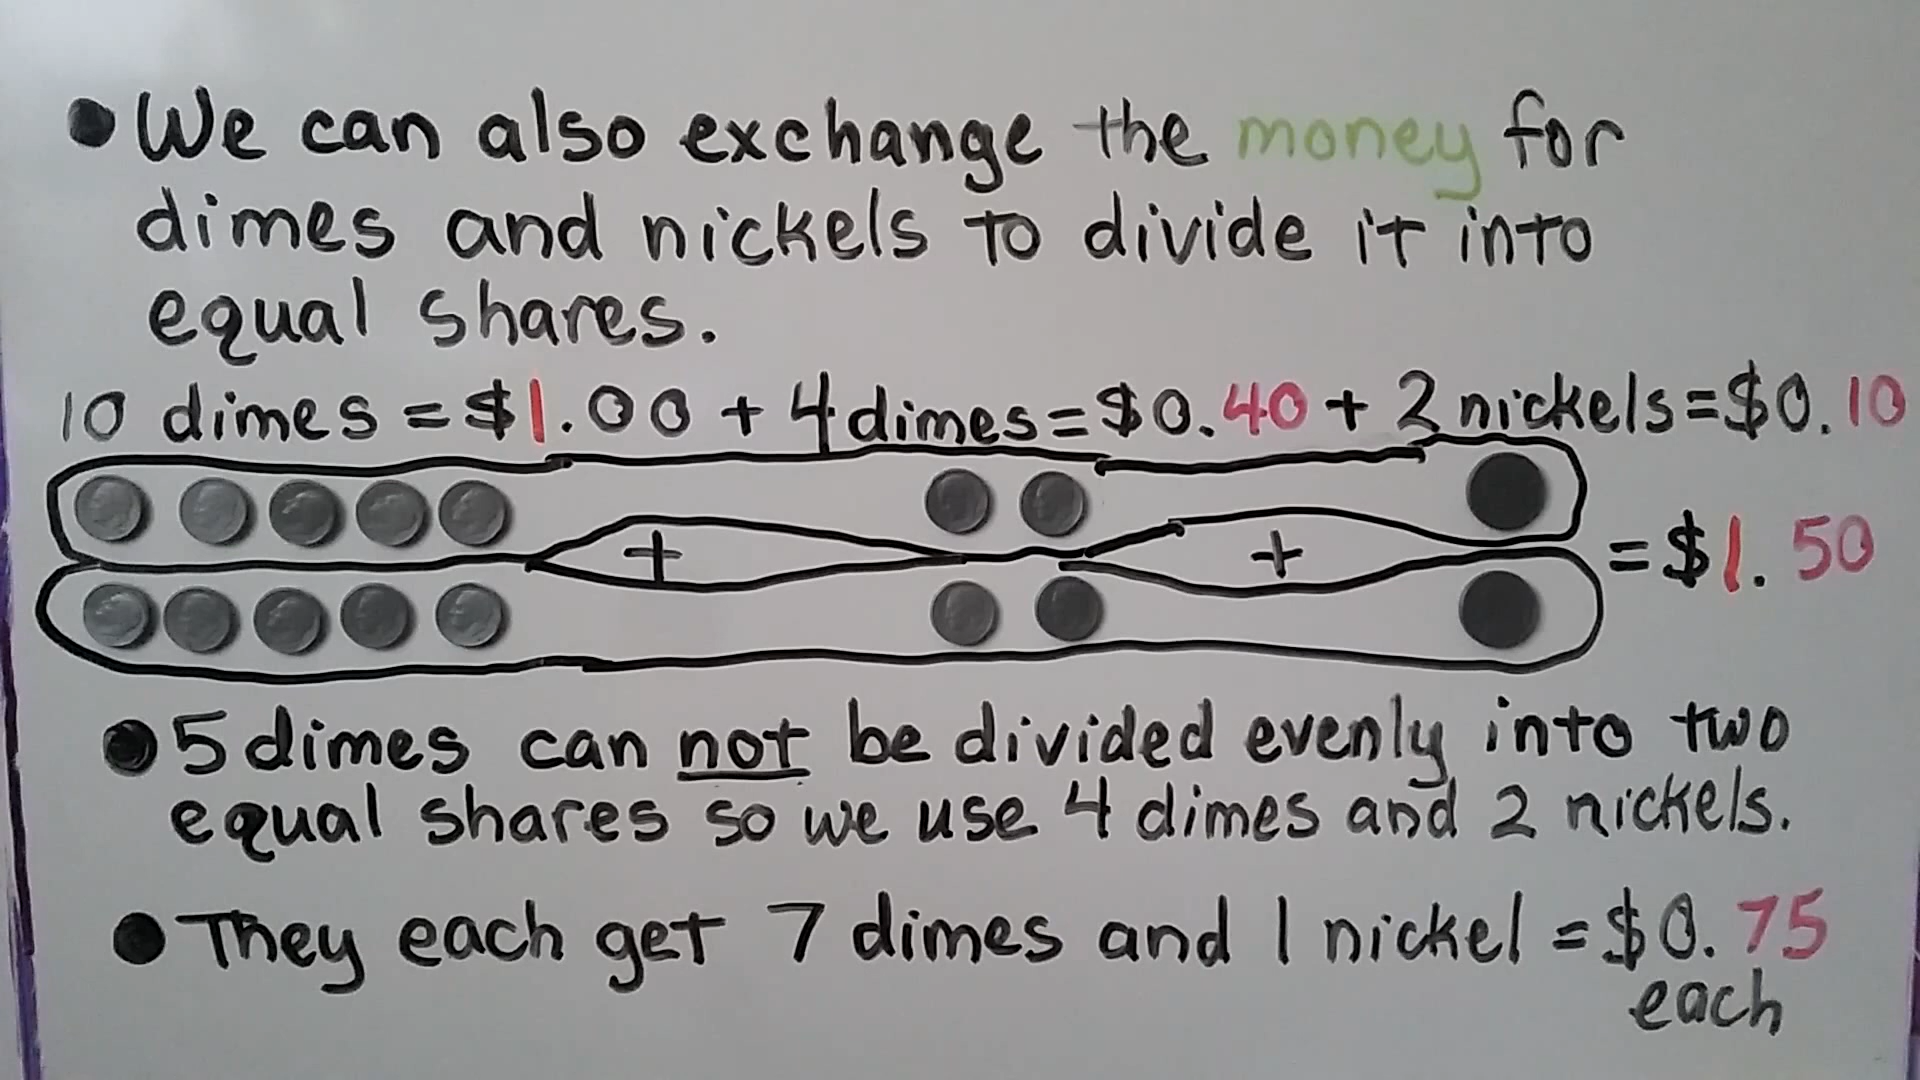 • We can also exchange the money for
dimes and nickels to divide it into
equal shares.
10 dimes = $1.00 + 4 dimes = $0.40 + 2 nickels = $0.10
+ + = $1.50
• 5 dimes can not be divided evenly into two
equal shares so we use 4 dimes and 2 nickels.
• They each get 7 dimes and 1 nickel = $0.75
each